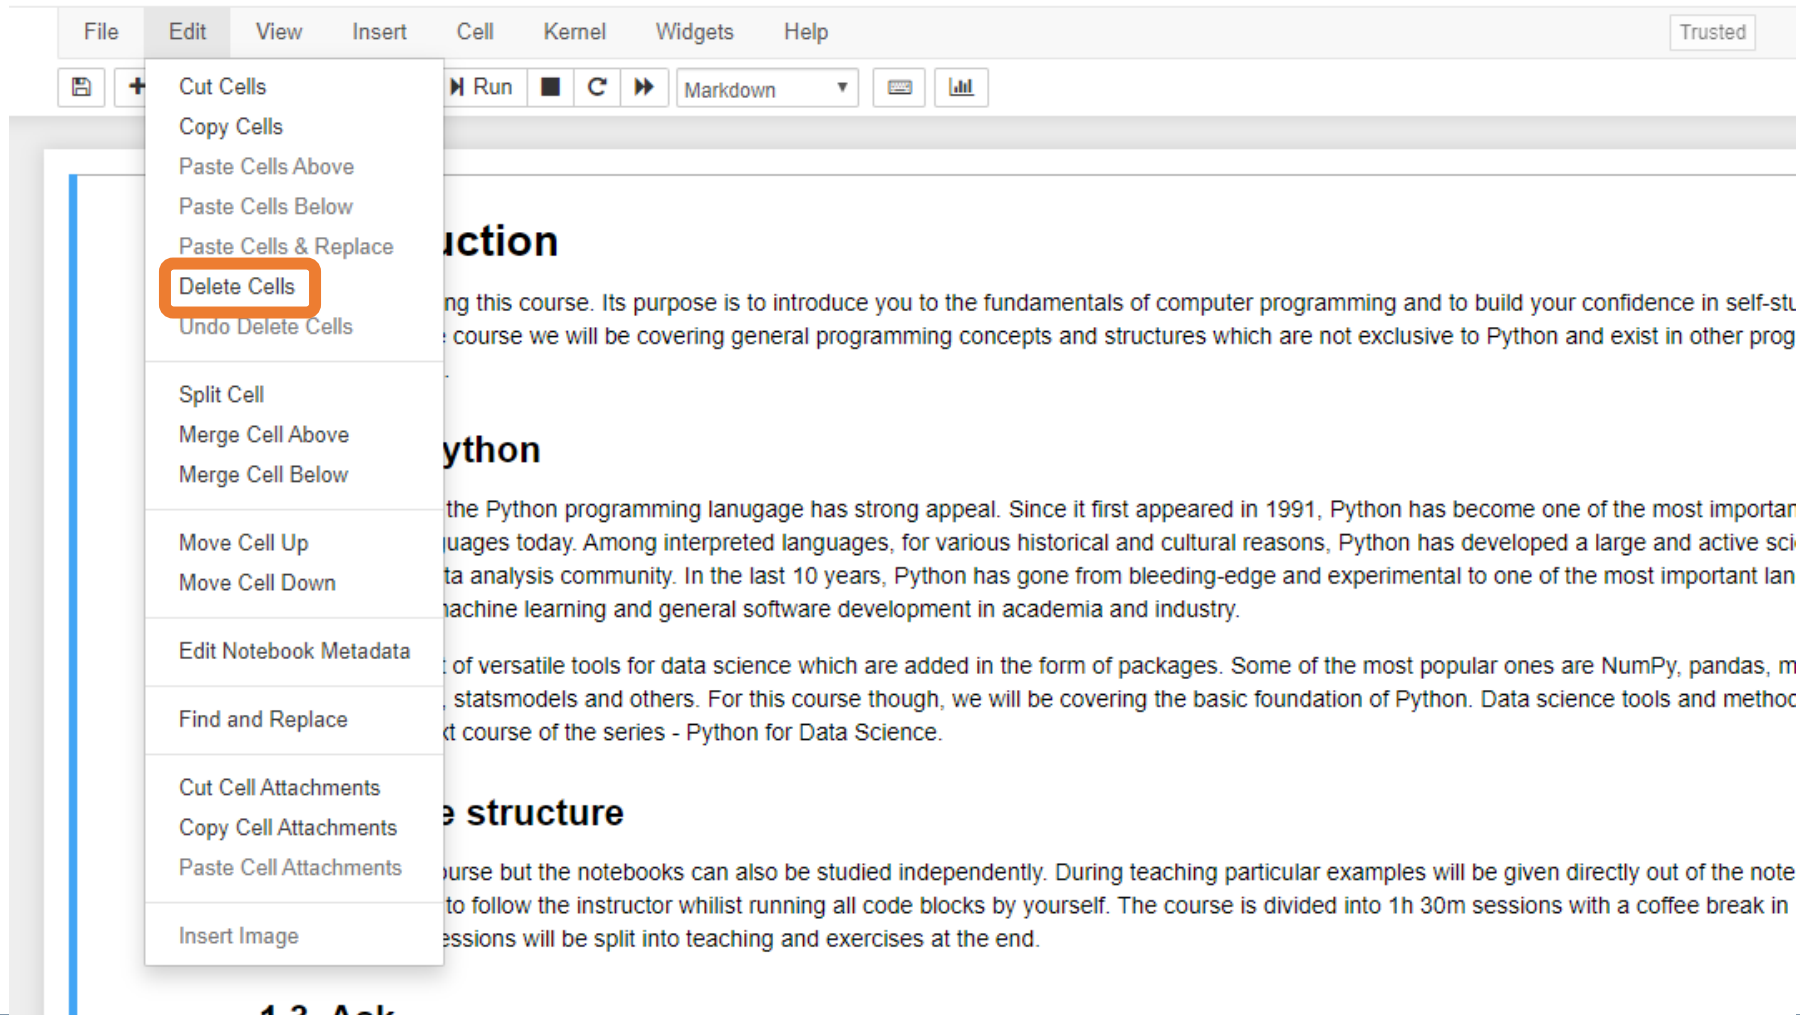 File Edit View Insert Cell Kernel Widgets Help Trusted
Run Markdown
Cut Cells
Copy Cells
Paste Cells Above
Paste Cells Below
Paste Cells & Replace
Delete Cells
Undo Delete Cells
Split Cell
Merge Cell Above
Merge Cell Below
Move Cell Up
Move Cell Down
Edit Notebook Metadata
Find and Replace
Cut Cell Attachments
Copy Cell Attachments
Paste Cell Attachments
Insert Image
uction
ng this course. Its purpose is to introduce you to the fundamentals of computer programming and to build your confidence in self-stu
course we will be covering general programming concepts and structures which are not exclusive to Python and exist in other prog
.
ython
the Python programming lanugage has strong appeal. Since it first appeared in 1991, Python has become one of the most importan
guages today. Among interpreted languages, for various historical and cultural reasons, Python has developed a large and active sci
ta analysis community. In the last 10 years, Python has gone from bleeding-edge and experimental to one of the most important lan
machine learning and general software development in academia and industry.
t of versatile tools for data science which are added in the form of packages. Some of the most popular ones are NumPy, pandas, m
, statsmodels and others. For this course though, we will be covering the basic foundation of Python. Data science tools and method
xt course of the series - Python for Data Science.
e structure
ourse but the notebooks can also be studied independently. During teaching particular examples will be given directly out of the note
to follow the instructor whilst running all code blocks by yourself. The course is divided into 1h 30m sessions with a coffee break in
essions will be split into teaching and exercises at the end.
1.3. Ask